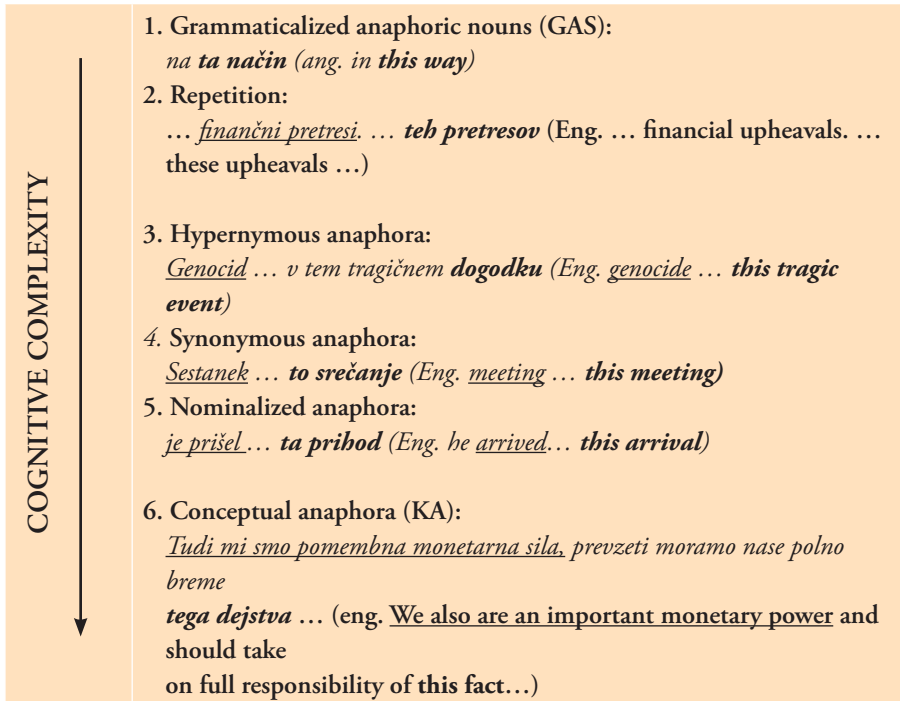 COGNITIVE COMPLEXITY
1. Grammaticalized anaphoric nouns (GAS):
na ta način (ang. in this way)
2. Repetition:
… finančni pretresi. … teh pretresov (Eng. … financial upheavals. …
these upheavals …)
3. Hypernymous anaphora:
Genocid … v tem tragičnem dogodku (Eng. genocide … this tragic
event)
4. Synonymous anaphora:
Sestanek … to srečanje (Eng. meeting … this meeting)
5. Nominalized anaphora:
je prišel … ta prihod (Eng. he arrived… this arrival)
6. Conceptual anaphora (KA):
Tudi mi smo pomembna monetarna sila, prevzeti moramo nase polno
breme
tega dejstva … (eng. We also are an important monetary power and
should take
on full responsibility of this fact…)